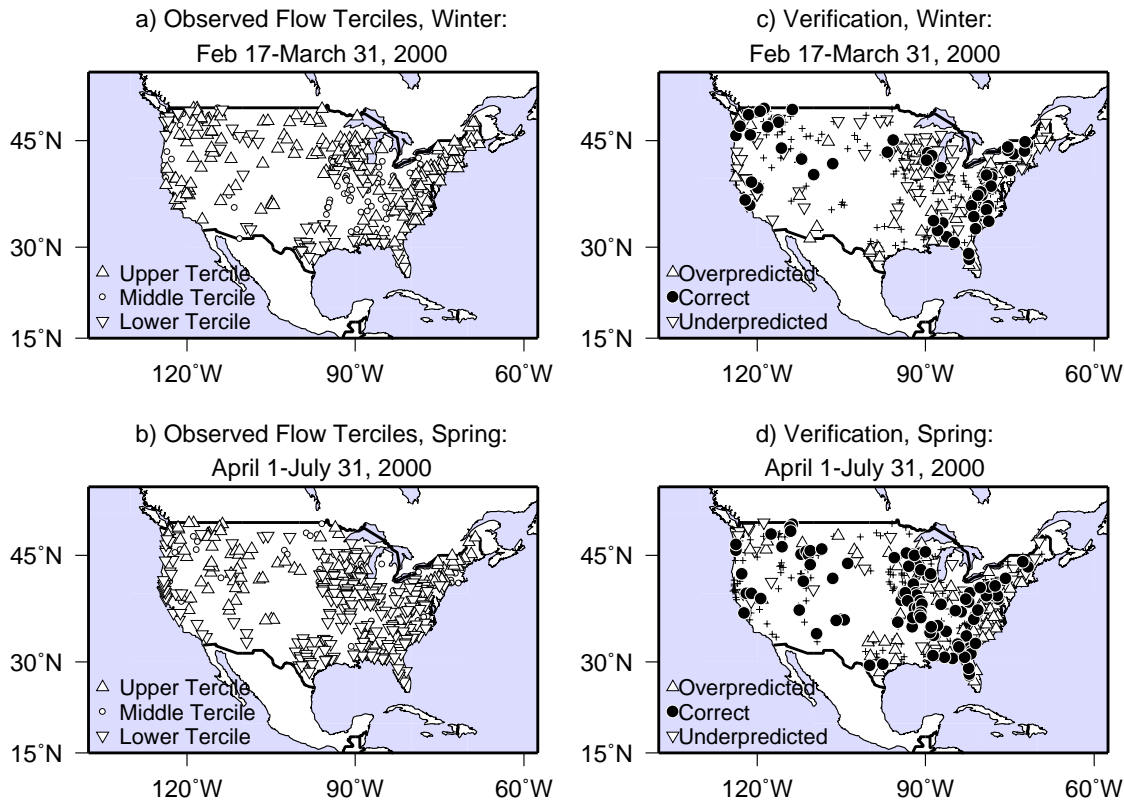 a) Observed Flow Terciles, Winter:
Feb 17-March 31, 2000
45˚N
30˚N
15˚N
120˚W
90˚W
60˚W
Upper Tercile
Middle Tercile
Lower Tercile
c) Verification, Winter:
Feb 17-March 31, 2000
45˚N
30˚N
15˚N
120˚W
90˚W
60˚W
Overpredicted
Correct
Underpredicted
b) Observed Flow Terciles, Spring:
April 1-July 31, 2000
45˚N
30˚N
15˚N
120˚W
90˚W
60˚W
Upper Tercile
Middle Tercile
Lower Tercile
d) Verification, Spring:
April 1-July 31, 2000
45˚N
30˚N
15˚N
120˚W
90˚W
60˚W
Overpredicted
Correct
Underpredicted